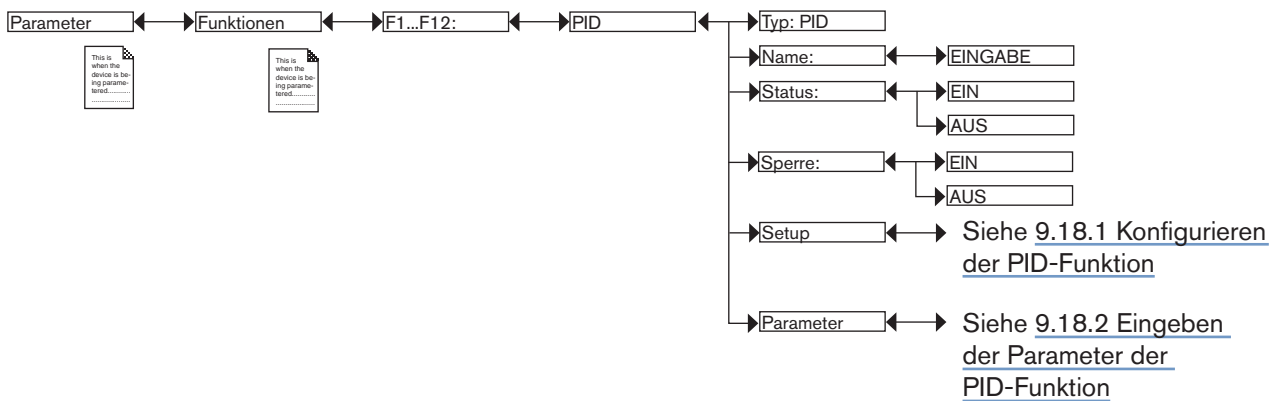 Parameter Funktionen F1...F12: PID Typ: PID
Name: EINGABE
Status: EIN
AUS
Sperre: EIN
AUS
Setup Siehe 9.18.1 Konfigurieren
der PID-Funktion
Parameter Siehe 9.18.2 Eingeben
der Parameter der
PID-Funktion
This is
when the
device is be-
ing parame-
tered............
......................
This is
when the
device is be-
ing parame-
tered............
......................